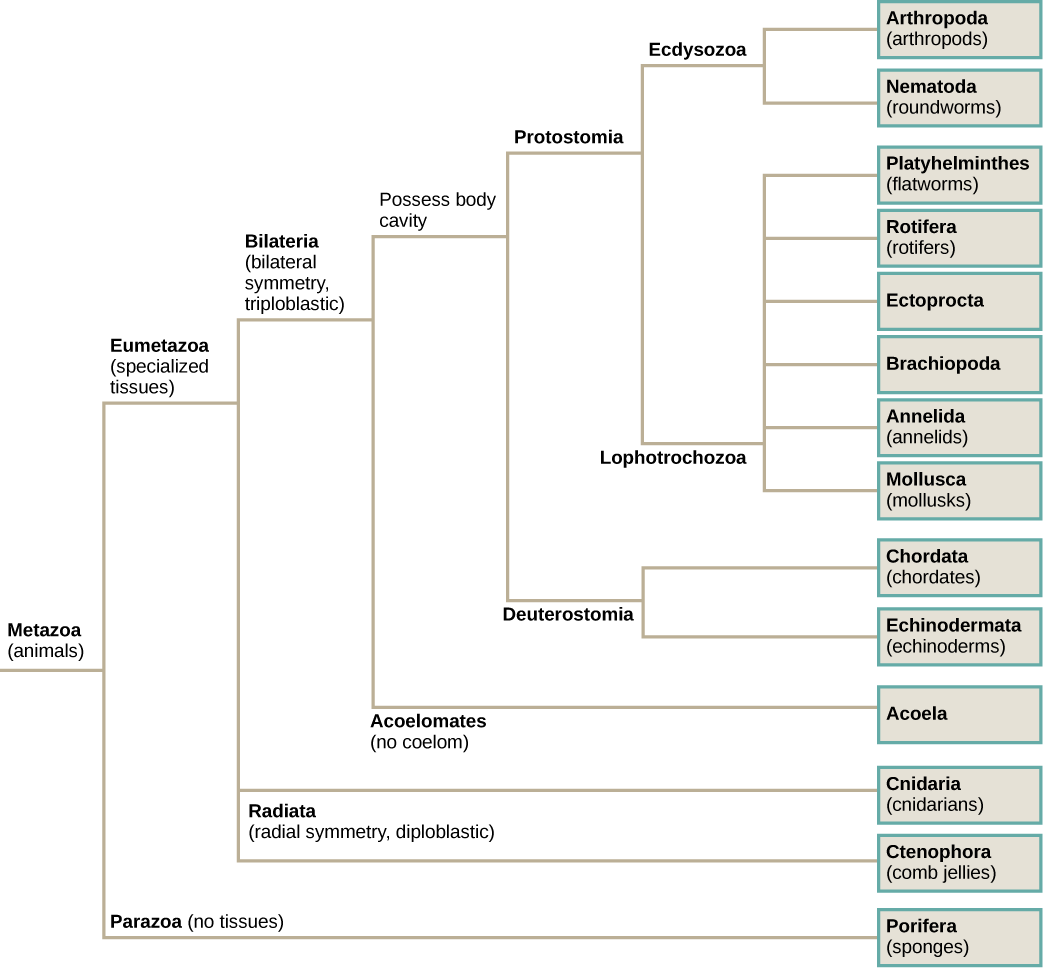 Arthropoda
(arthropods)
Ecdysozoa
Nematoda
(roundworms)
Protostomia
Platyhelminthes
(flatworms)
Possess body
cavity
Rotifera
(rotifers)
Bilateria
(bilateral
symmetry,
triploblastic)
Ectoprocta
Eumetazoa
(specialized
tissues)
Brachiopoda
Annelida
(annelids)
Lophotrochozoa
Mollusca
(mollusks)
Chordata
(chordates)
Deuterostomia
Echinodermata
(echinoderms)
Metazoa
(animals)
Acoela
Acoelomates
(no coelom)
Cnidaria
(cnidarians)
Radiata
(radial symmetry, diploblastic)
Ctenophora
(comb jellies)
Parazoa (no tissues)
Porifera
(sponges)